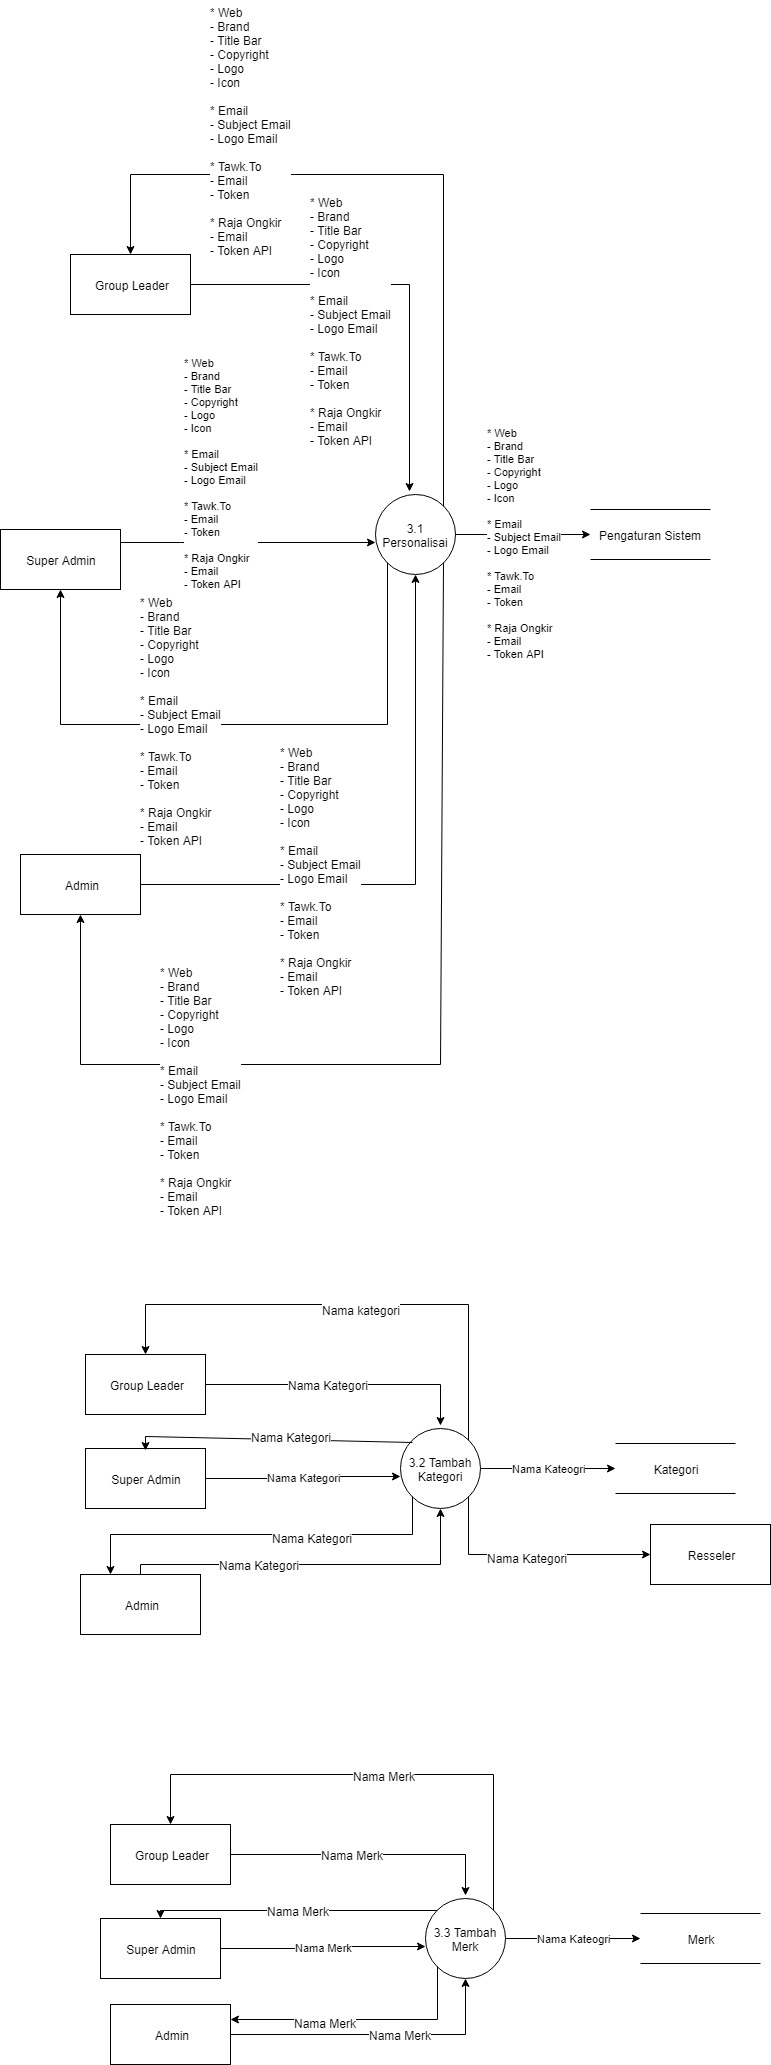 * Web
- Brand
- Title Bar
- Copyright
- Logo
- Icon
* Email
- Subject Email
- Logo Email
* Tawk.To
- Email
- Token
* Raja Ongkir
- Email
- Token API
Group Leader
* Web
- Brand
- Title Bar
- Copyright
- Logo
- Icon
* Email
- Subject Email
- Logo Email
* Tawk.To
- Email
- Token
* Raja Ongkir
- Email
- Token API
* Web
- Brand
- Title Bar
- Copyright
- Logo
- Icon
* Email
- Subject Email
- Logo Email
* Tawk.To
- Email
- Token
* Raja Ongkir
- Email
- Token API
Super Admin
3.1
Personalisai
* Web
- Brand
- Title Bar
- Copyright
- Logo
- Icon
* Email
- Subject Email
- Logo Email
* Tawk.To
- Email
- Token
* Raja Ongkir
- Email
- Token API
Pengaturan Sistem
* Web
- Brand
- Title Bar
- Copyright
- Logo
- Icon
* Email
- Subject Email
- Logo Email
* Tawk.To
- Email
- Token
* Raja Ongkir
- Email
- Token API
* Web
- Brand
- Title Bar
- Copyright
- Logo
- Icon
* Email
- Subject Email
- Logo Email
* Tawk.To
- Email
- Token
* Raja Ongkir
- Email
- Token API
Admin
* Web
- Brand
- Title Bar
- Copyright
- Logo
- Icon
* Email
- Subject Email
- Logo Email
* Tawk.To
- Email
- Token
* Raja Ongkir
- Email
- Token API
Nama kategori
Group Leader
Nama Kategori
Nama Kategori
Super Admin
Nama Kategori
3.2 Tambah
Kategori
Nama Kateogri
Kategori
Nama Kategori
Nama Kategori
Admin
Nama Kategori
Resseler
Nama Merk
Group Leader
Nama Merk
Nama Merk
Super Admin
Nama Merk
3.3 Tambah
Merk
Nama Kateogri
Merk
Nama Merk
Admin
Nama Merk